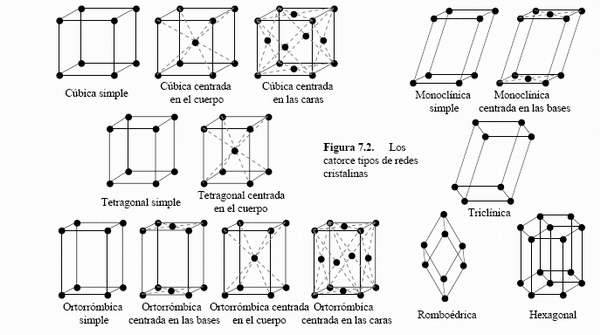 Cúbica simple
Cúbica centrada
en el cuerpo
Cúbica centrada
en las caras
Monoclínica
simple
Monoclínica
centrada en las bases
Tetragonal simple
Tetragonal centrada
en el cuerpo
Figura 7.2. Los
catorce tipos de redes
cristalinas
Triclínica
Ortorrómbica
simple
Ortorrómbica
centrada en las bases
Ortorrómbica centrada
en el cuerpo
Ortorrómbica
centrada en las caras
Romboédrica
Hexagonal